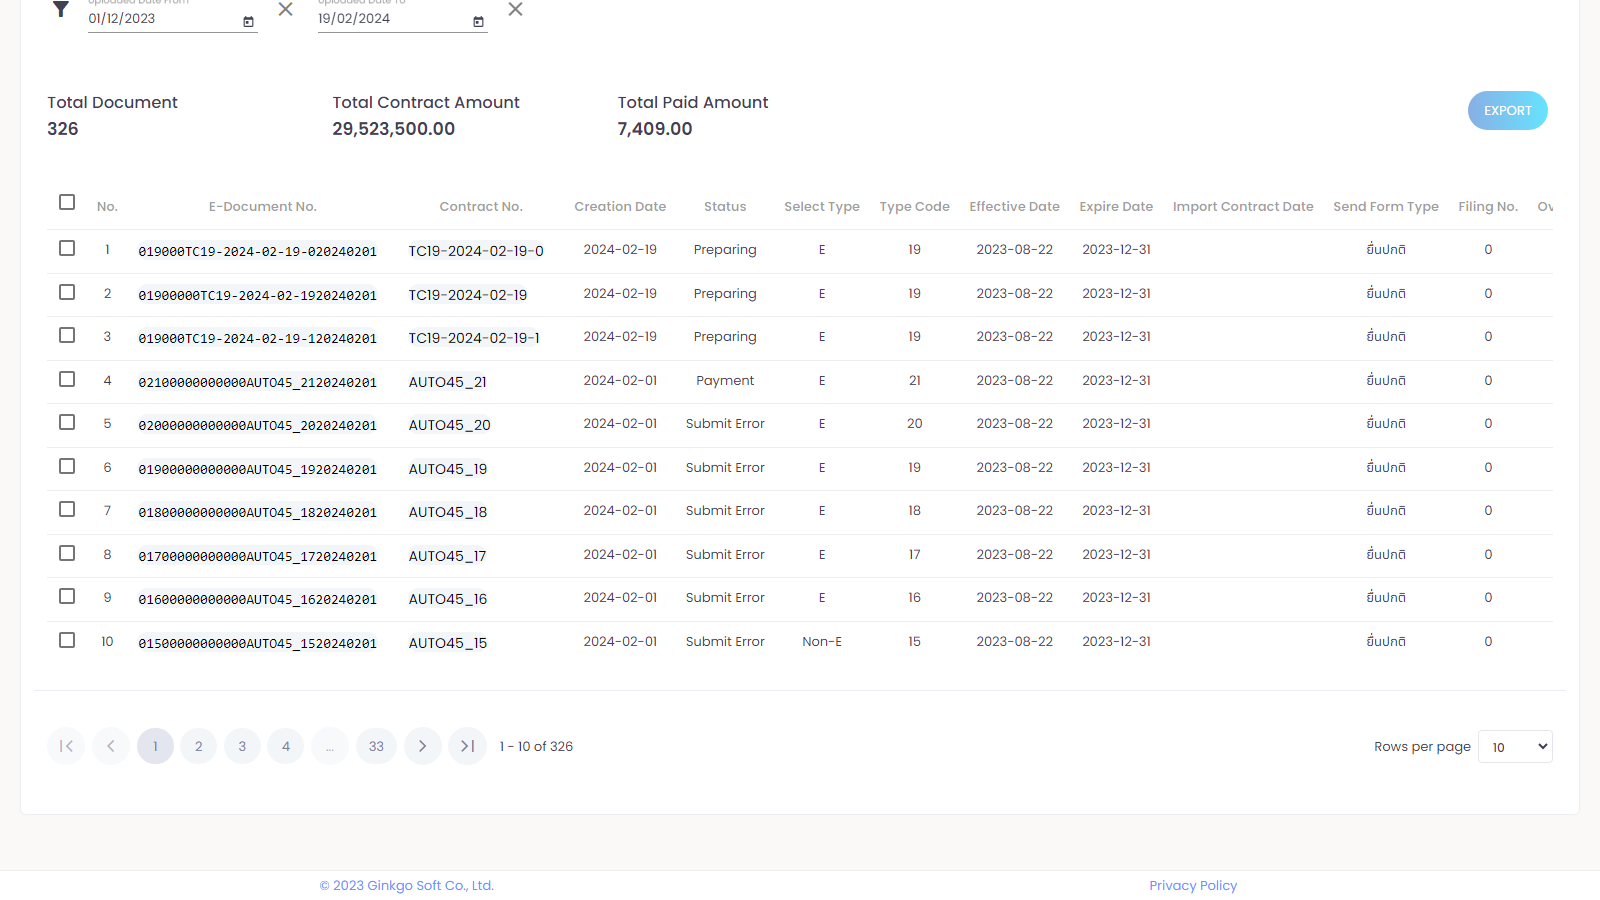 Uploaded Date From
Uploaded Date To
01/12/2023
19/02/2024
Total Document
Total Contract Amount
Total Paid Amount
326
29,523,500.00
7,409.00
EXPORT
No. E-Document No. Contract No. Creation Date Status Select Type Type Code Effective Date Expire Date Import Contract Date Send Form Type Filing No. Ov
1 019000TC19-2024-02-19-020240201 TC19-2024-02-19-0 2024-02-19 Preparing E 19 2023-08-22 2023-12-31 ยื่นปกติ 0
2 01900000TC19-2024-02-1920240201 TC19-2024-02-19 2024-02-19 Preparing E 19 2023-08-22 2023-12-31 ยื่นปกติ 0
3 019000TC19-2024-02-19-120240201 TC19-2024-02-19-1 2024-02-19 Preparing E 19 2023-08-22 2023-12-31 ยื่นปกติ 0
4 02100000000000AUTO45_2120240201 AUTO45_21 2024-02-01 Payment E 21 2023-08-22 2023-12-31 ยื่นปกติ 0
5 02000000000000AUTO45_2020240201 AUTO45_20 2024-02-01 Submit Error E 20 2023-08-22 2023-12-31 ยื่นปกติ 0
6 01900000000000AUTO45_1920240201 AUTO45_19 2024-02-01 Submit Error E 19 2023-08-22 2023-12-31 ยื่นปกติ 0
7 01800000000000AUTO45_1820240201 AUTO45_18 2024-02-01 Submit Error E 18 2023-08-22 2023-12-31 ยื่นปกติ 0
8 01700000000000AUTO45_1720240201 AUTO45_17 2024-02-01 Submit Error E 17 2023-08-22 2023-12-31 ยื่นปกติ 0
9 01600000000000AUTO45_1620240201 AUTO45_16 2024-02-01 Submit Error E 16 2023-08-22 2023-12-31 ยื่นปกติ 0
10 01500000000000AUTO45_1520240201 AUTO45_15 2024-02-01 Submit Error Non-E 15 2023-08-22 2023-12-31 ยื่นปกติ 0
1 2 3 4 ... 33 1 - 10 of 326
Rows per page 10
© 2023 Ginkgo Soft Co., Ltd.
Privacy Policy